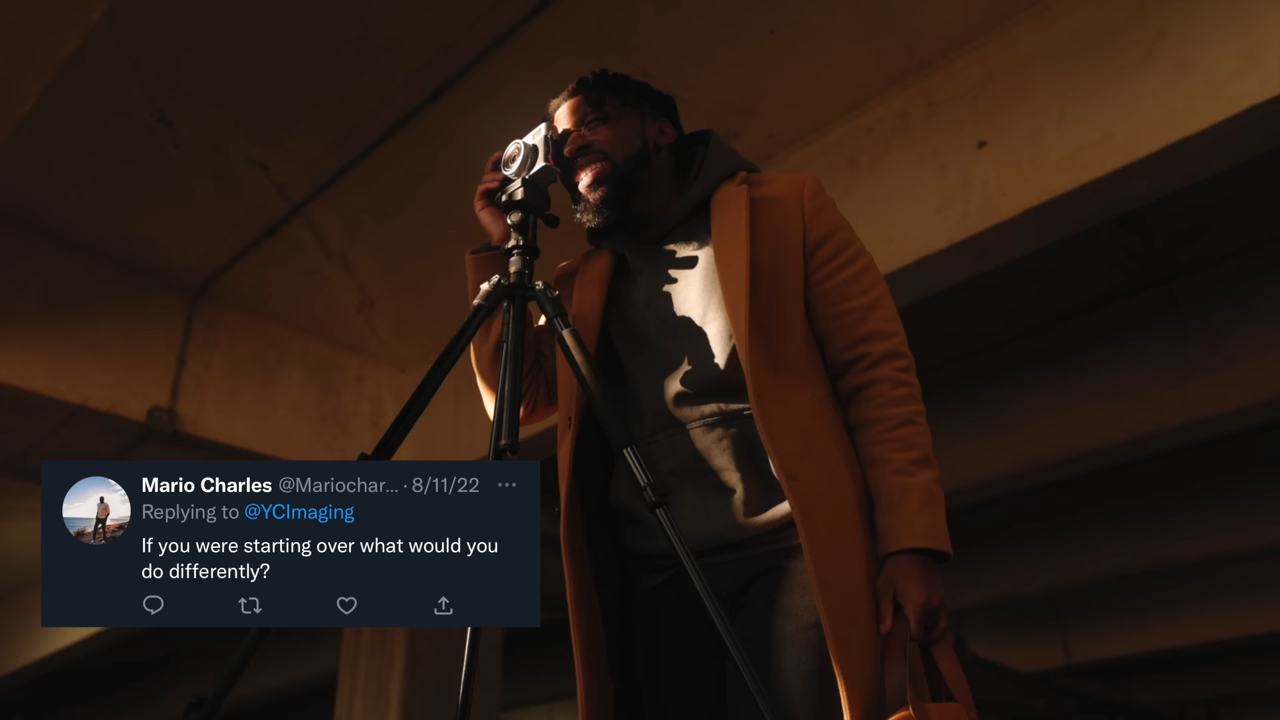 Mario Charles @Mariochar... · 8/11/22
Replying to @YCImaging
If you were starting over what would you
do differently?